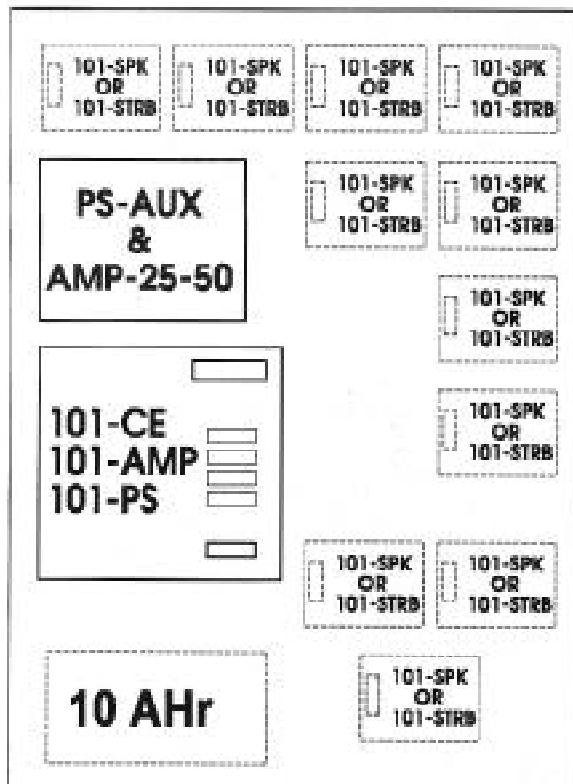 101-SPK
OR
101-STRB
101-SPK
OR
101-STRB
101-SPK
OR
101-STRB
101-SPK
OR
101-STRB
PS-AUX
&
AMP-25-50
101-SPK
OR
101-STRB
101-SPK
OR
101-STRB
101-SPK
OR
101-STRB
101-CE
101-AMP
101-PS
101-SPK
OR
101-STRB
101-SPK
OR
101-STRB
101-SPK
OR
101-STRB
10 AHr
101-SPK
OR
101-STRB